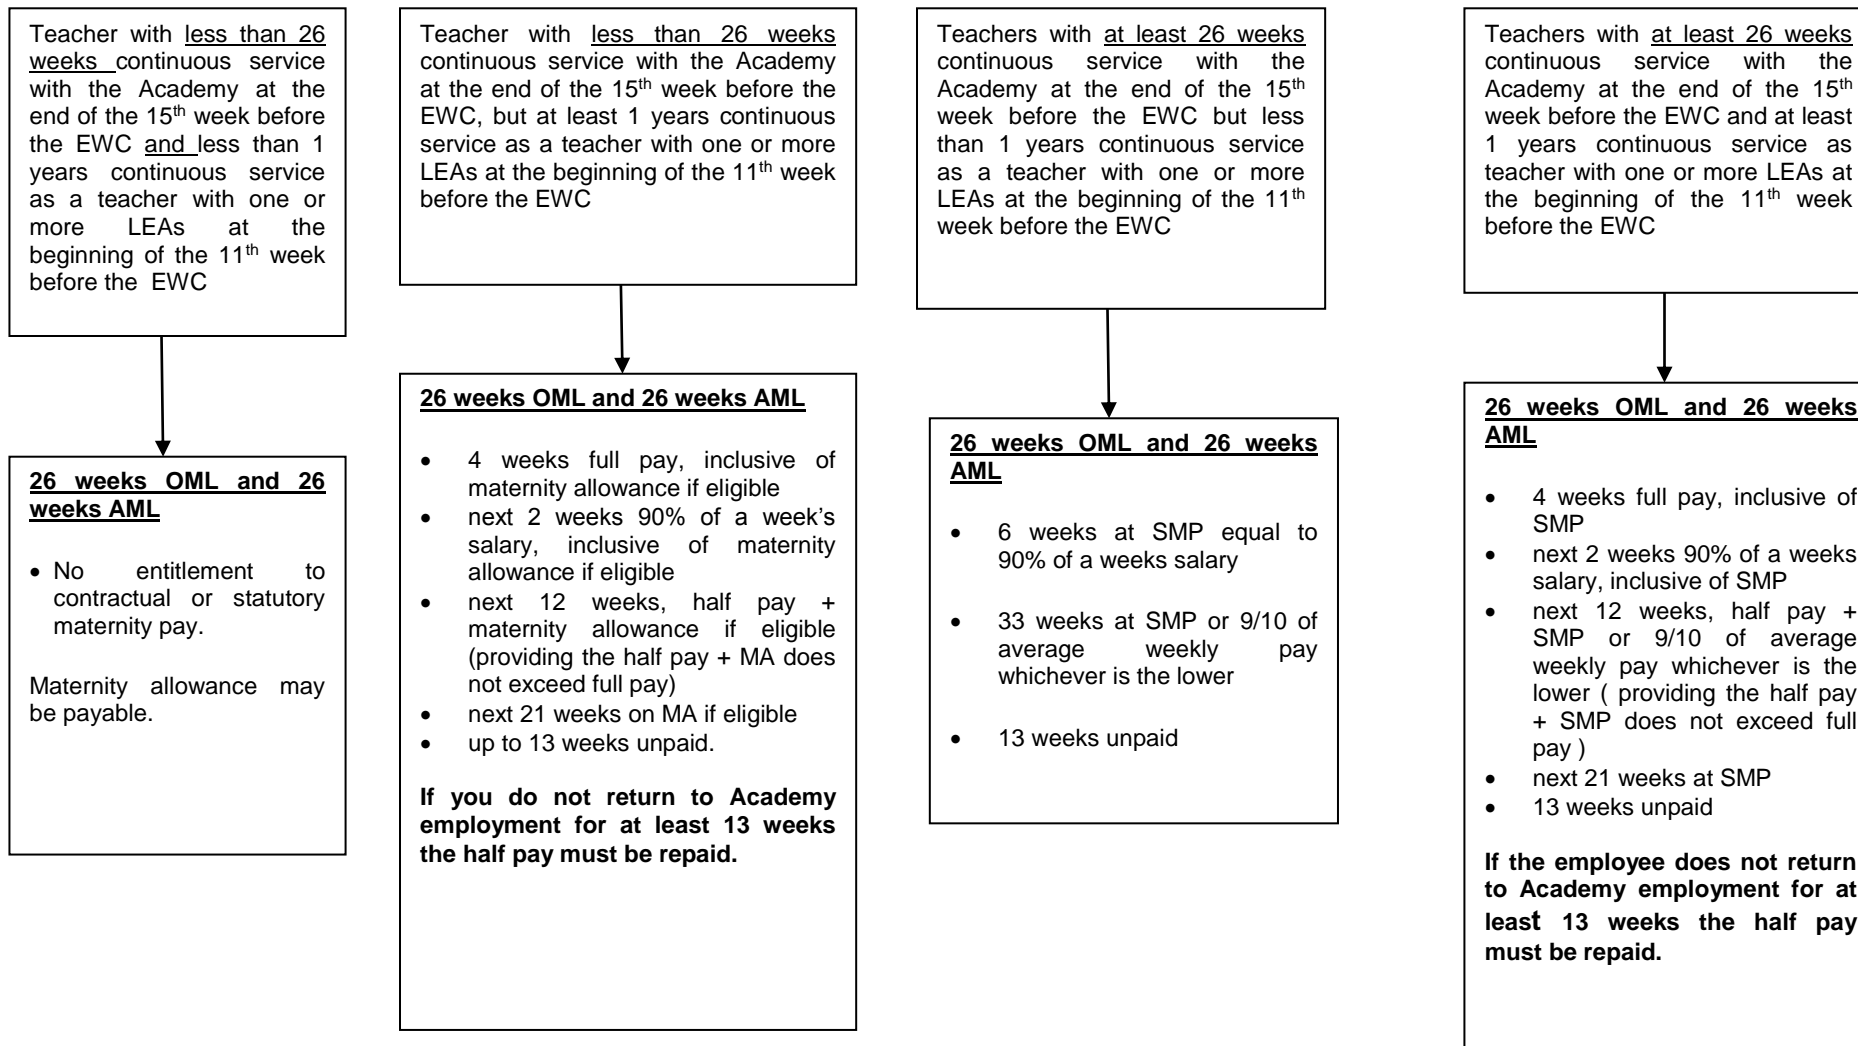 Teacher with less than 26
weeks continuous service
with the Academy at the
end of the 15th week before
the EWC and less than 1
years continuous service
as a teacher with one or
more LEAs at the
beginning of the 11th week
before the EWC
26 weeks OML and 26
weeks AML
• No entitlement to
contractual or statutory
maternity pay.
Maternity allowance may
be payable.
Teacher with less than 26 weeks
continuous service with the Academy
at the end of the 15th week before the
EWC, but at least 1 years continuous
service as a teacher with one or more
LEAs at the beginning of the 11th week
before the EWC
26 weeks OML and 26 weeks AML
• 4 weeks full pay, inclusive of
maternity allowance if eligible
• next 2 weeks 90% of a week’s
salary, inclusive of maternity
allowance if eligible
• next 12 weeks, half pay +
maternity allowance if eligible
(providing the half pay + MA does
not exceed full pay)
• next 21 weeks on MA if eligible
• up to 13 weeks unpaid.
If you do not return to Academy
employment for at least 13 weeks
the half pay must be repaid.
Teachers with at least 26 weeks
continuous service with the
Academy at the end of the 15th
week before the EWC but less
than 1 years continuous service
as a teacher with one or more
LEAs at the beginning of the 11th
week before the EWC
26 weeks OML and 26 weeks
AML
• 6 weeks at SMP equal to
90% of a weeks salary
• 33 weeks at SMP or 9/10 of
average weekly pay
whichever is the lower
• 13 weeks unpaid
Teachers with at least 26 weeks
continuous service with the
Academy at the end of the 15th
week before the EWC and at least
1 years continuous service as
teacher with one or more LEAs at
the beginning of the 11th week
before the EWC
26 weeks OML and 26 weeks
AML
• 4 weeks full pay, inclusive of
SMP
• next 2 weeks 90% of a weeks
salary, inclusive of SMP
• next 12 weeks, half pay +
SMP or 9/10 of average
weekly pay whichever is the
lower ( providing the half pay
+ SMP does not exceed full
pay )
• next 21 weeks at SMP
• 13 weeks unpaid
If the employee does not return
to Academy employment for at
least 13 weeks the half pay
must be repaid.